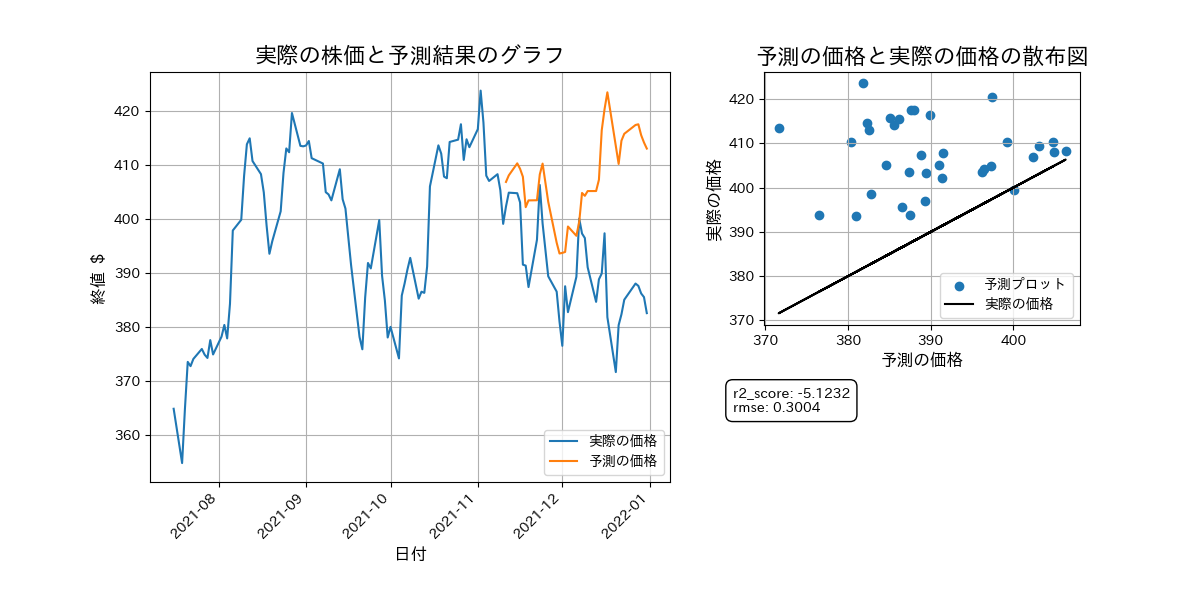 実際の株価と予測結果のグラフ
終値 $
420
410
400
390
380
370
360
2021-08
2021-09
2021-10
2021-11
2021-12
2022-01
日付
実際の価格
予測の価格
予測の価格と実際の価格の散布図
実際の価格
420
410
400
390
380
370
370
380
390
400
予測の価格
予測プロット
実際の価格
r2_score: -5.1232
rmse: 0.3004